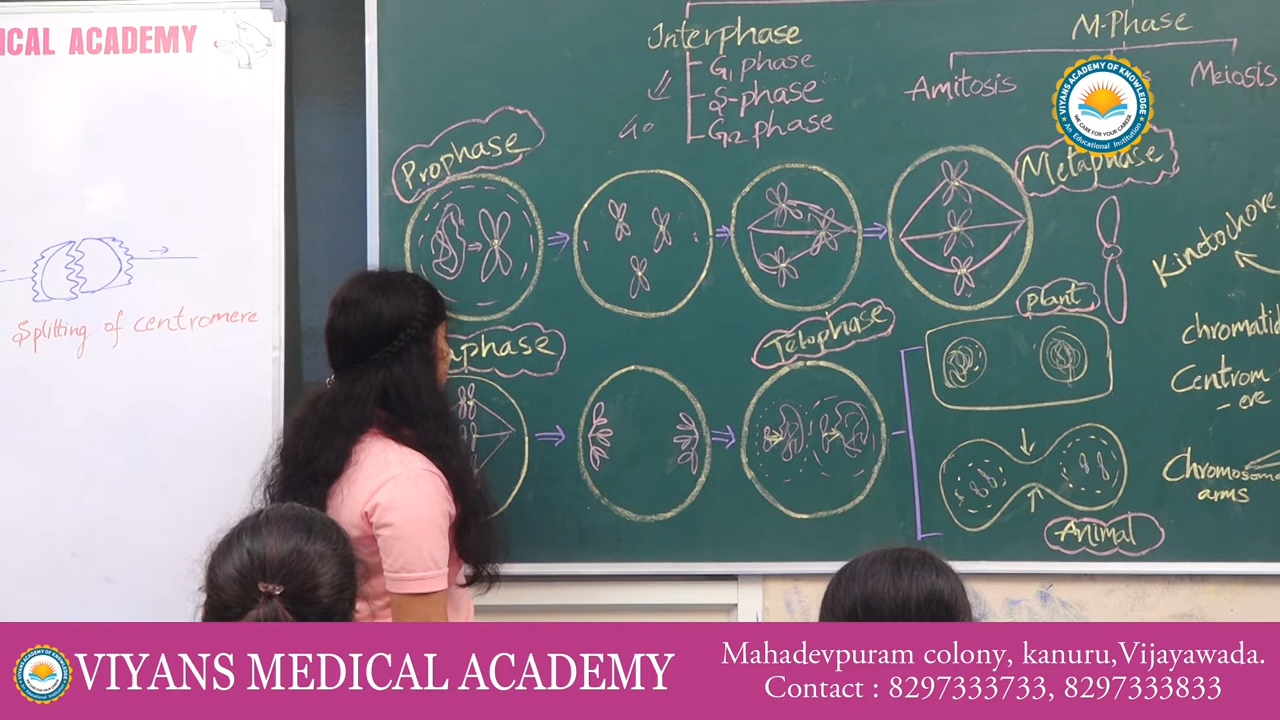 ICAL ACADEMY
Splitting of centromere
Interphase
G1 phase
S-phase
G2 phase
G0
M-Phase
Amitosis
Meiosis
VIYANS ACADEMY OF KNOWLEDGE
WE CARE FOR YOUR CAREER
An Educational Institution
Prophase
Metaphase
Kinetochore
plant
chromatid
Centrom
- ere
Chromosome
arms
aphase
Telophase
Animal
VIYANS MEDICAL ACADEMY
Mahadevpuram colony, kanuru,Vijayawada.
Contact : 8297333733, 8297333833